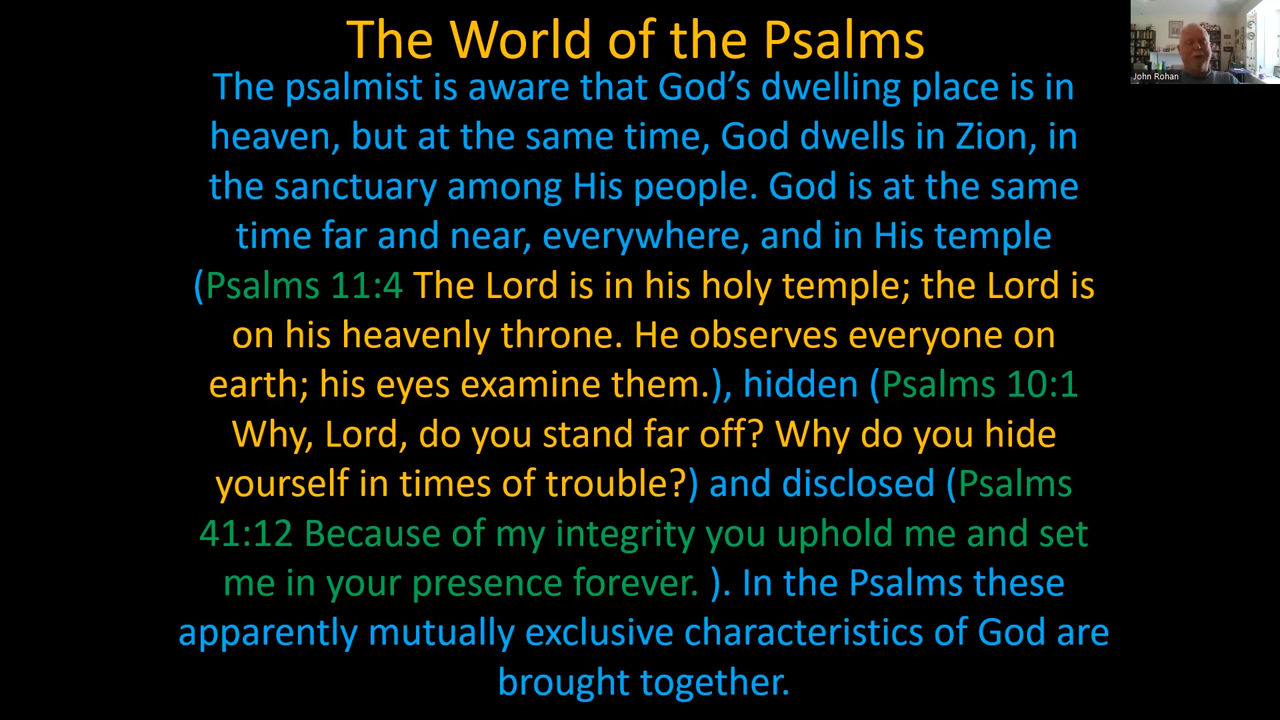 The World of the Psalms
John Rohan
The psalmist is aware that God’s dwelling place is in
heaven, but at the same time, God dwells in Zion, in
the sanctuary among His people. God is at the same
time far and near, everywhere, and in His temple
(Psalms 11:4 The Lord is in his holy temple; the Lord is
on his heavenly throne. He observes everyone on
earth; his eyes examine them.), hidden (Psalms 10:1
Why, Lord, do you stand far off? Why do you hide
yourself in times of trouble?) and disclosed (Psalms
41:12 Because of my integrity you uphold me and set
me in your presence forever. ). In the Psalms these
apparently mutually exclusive characteristics of God are
brought together.